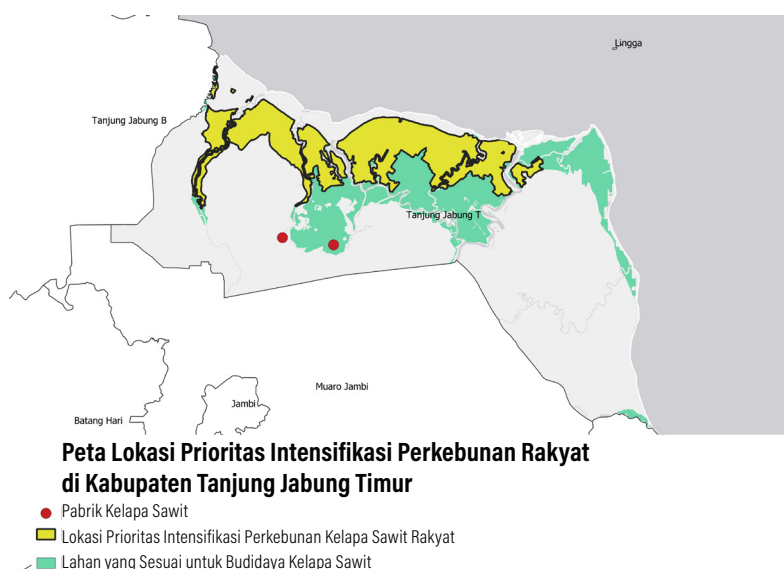 Lingga
Tanjung Jabung B
Tanjung Jabung T
Muaro Jambi
Jambi
Batang Hari
Peta Lokasi Prioritas Intensifikasi Perkebunan Rakyat
di Kabupaten Tanjung Jabung Timur
Pabrik Kelapa Sawit
Lokasi Prioritas Intensifikasi Perkebunan Kelapa Sawit Rakyat
Lahan yang Sesuai untuk Budidaya Kelapa Sawit